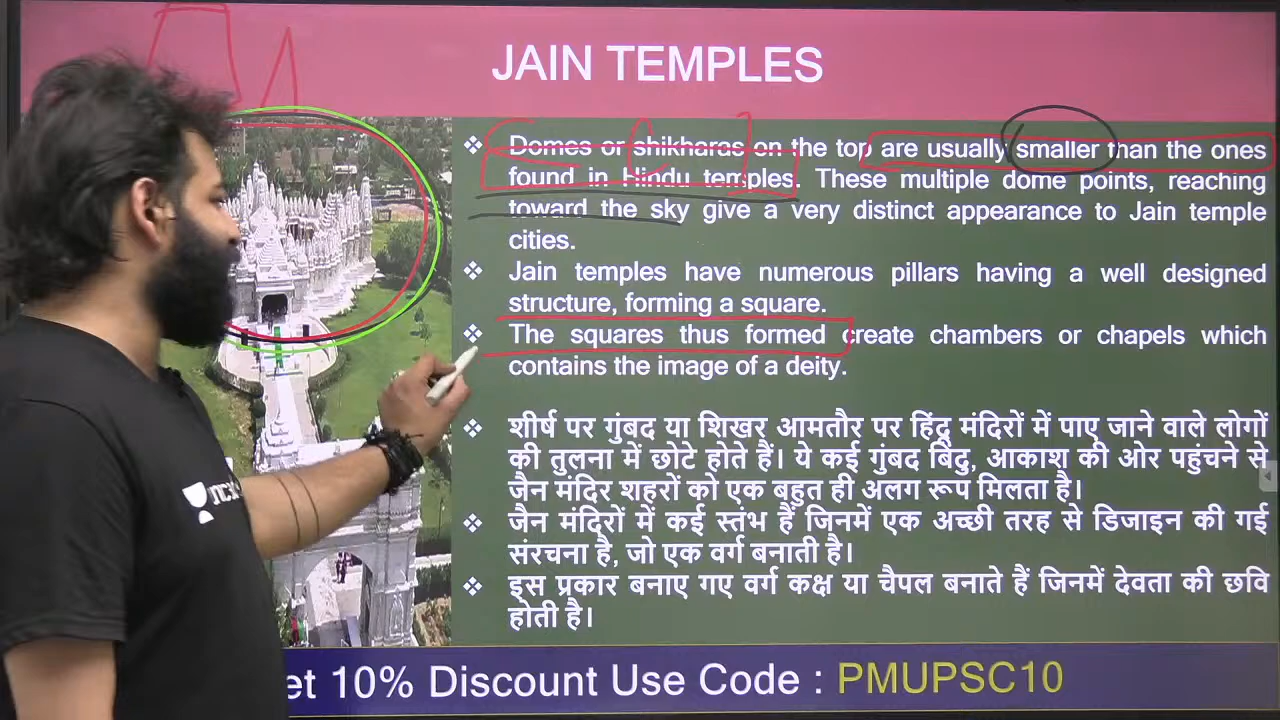 JAIN TEMPLES
❖ Domes or shikharas on the top are usually smaller than the ones
found in Hindu temples. These multiple dome points, reaching
toward the sky give a very distinct appearance to Jain temple
cities.
❖ Jain temples have numerous pillars having a well designed
structure, forming a square.
❖ The squares thus formed create chambers or chapels which
contains the image of a deity.
❖ शीर्ष पर गुंबद या शिखर आमतौर पर हिंदू मंदिरों में पाए जाने वाले लोगों
की तुलना में छोटे होते हैं। ये कई गुंबद बिंदु, आकाश की ओर पहुंचने से
जैन मंदिर शहरों को एक बहुत ही अलग रूप मिलता है।
❖ जैन मंदिरों में कई स्तंभ हैं जिनमें एक अच्छी तरह से डिजाइन की गई
संरचना है, जो एक वर्ग बनाती है।
❖ इस प्रकार बनाए गए वर्ग कक्ष या चैपल बनाते हैं जिनमें देवता की छवि
होती है।
et 10% Discount Use Code : PMUPSC10